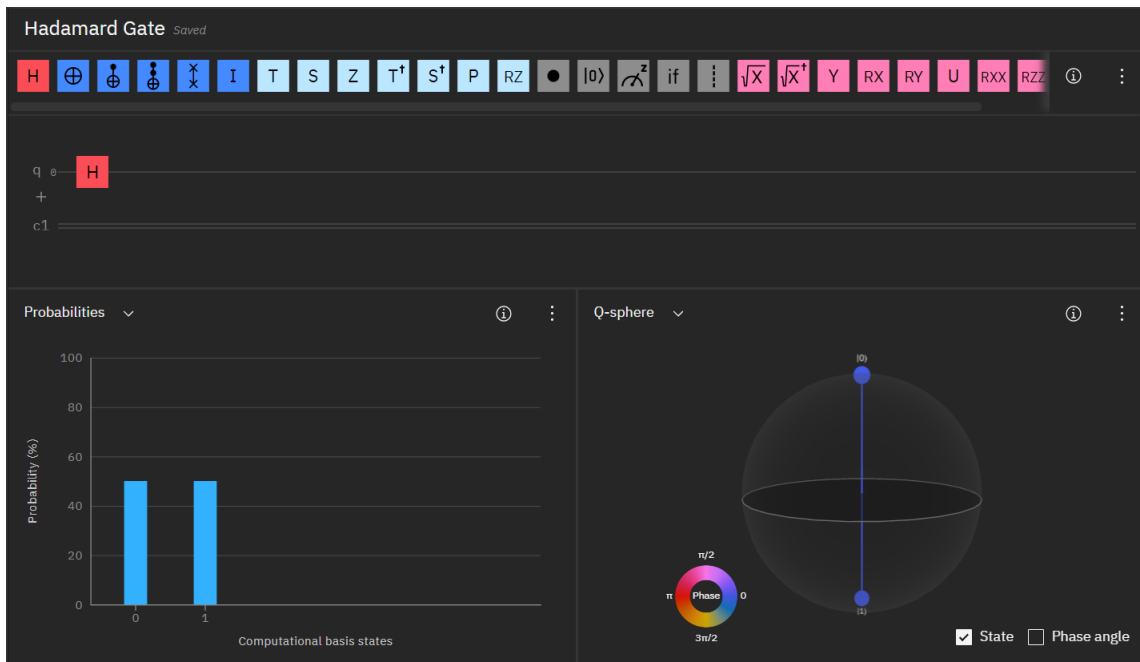 Hadamard Gate Saved
H T S Z T† S† P RZ |0⟩ z if √X √X† Y RX RY U RXX RZZ
I
q 0 H
+
c1
Probabilities
100
80
60
40
20
0
Probability (%)
0 1
Computational basis states
Q-sphere
|0⟩
|1⟩
π/2
π Phase 0
3π/2
State Phase angle